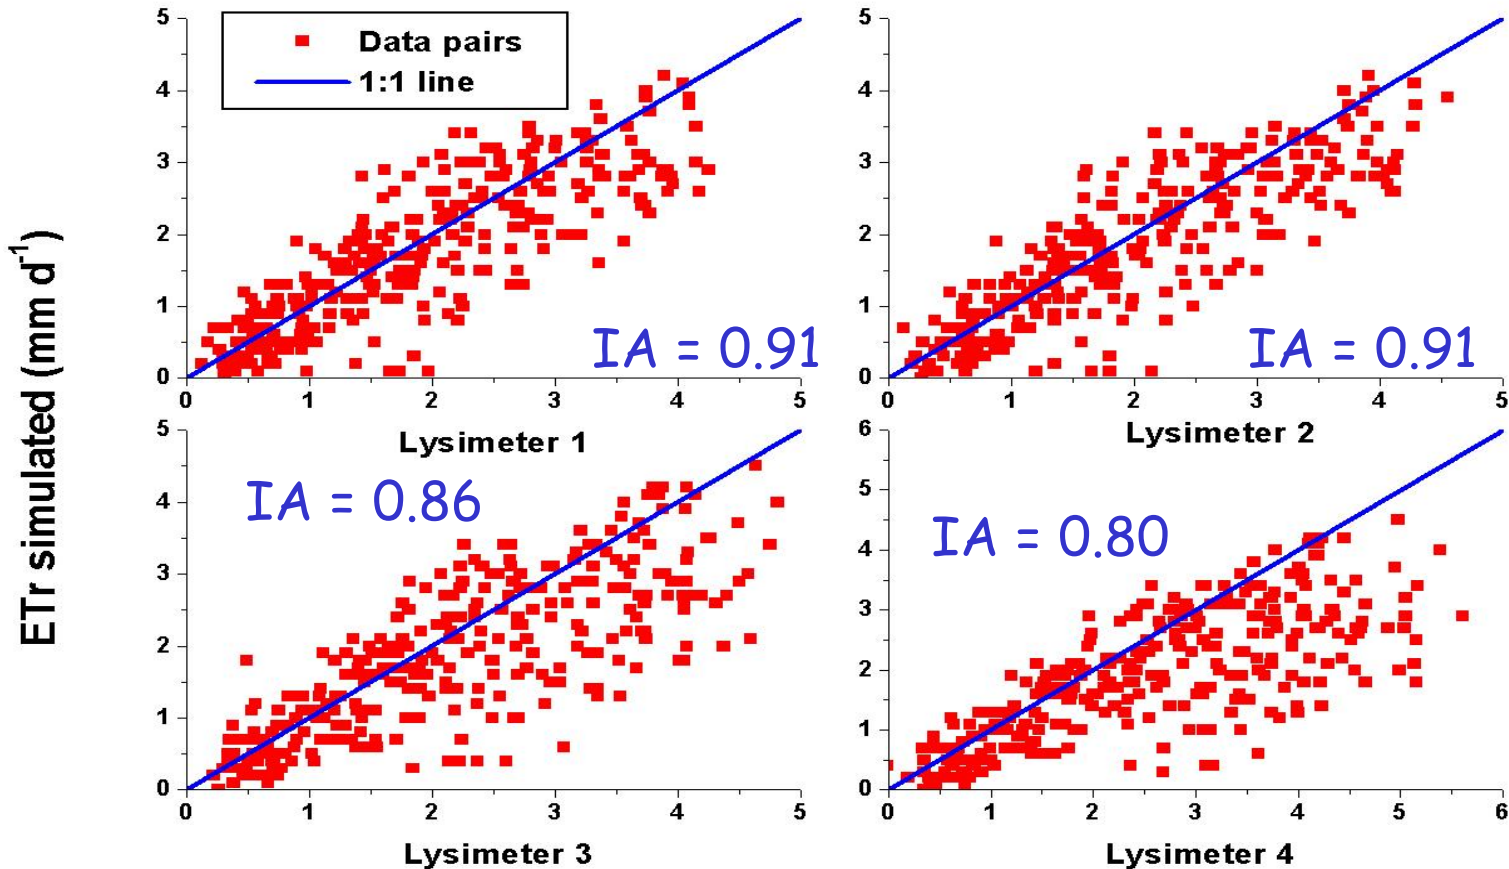 ETr simulated (mm d-1)
Data pairs
1:1 line
5
4
3
2
1
0
IA = 0.91
0 1 2 3 4 5
Lysimeter 1
5
4
3
2
1
0
IA = 0.91
0 1 2 3 4 5
Lysimeter 2
5
4
3
2
1
0
IA = 0.86
0 1 2 3 4 5
Lysimeter 3
6
5
4
3
2
1
0
IA = 0.80
0 1 2 3 4 5 6
Lysimeter 4